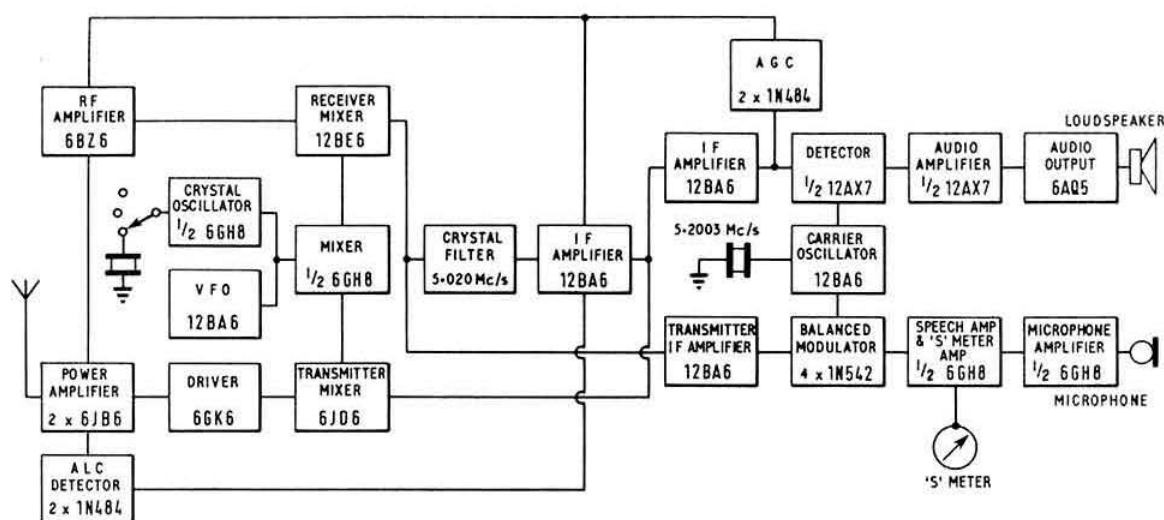 AGC
2 x 1N484
RF
AMPLIFIER
6BZ6
RECEIVER
MIXER
12BE6
IF
AMPLIFIER
12BA6
DETECTOR
1/2 12AX7
AUDIO
AMPLIFIER
1/2 12AX7
AUDIO
OUTPUT
6AQ5
LOUDSPEAKER
CRYSTAL
OSCILLATOR
1/2 6GH8
VFO
12BA6
MIXER
1/2 6GH8
CRYSTAL
FILTER
5·020 Mc/s
IF
AMPLIFIER
12BA6
5·2003 Mc/s
CARRIER
OSCILLATOR
12BA6
POWER
AMPLIFIER
2 x 6JB6
DRIVER
6GK6
TRANSMITTER
MIXER
6JD6
TRANSMITTER
IF AMPLIFIER
12BA6
BALANCED
MODULATOR
4 x 1N542
SPEECH AMP
& 'S' METER
AMP
1/2 6GH8
MICROPHONE
AMPLIFIER
1/2 6GH8
MICROPHONE
ALC
DETECTOR
2 x 1N484
'S' METER